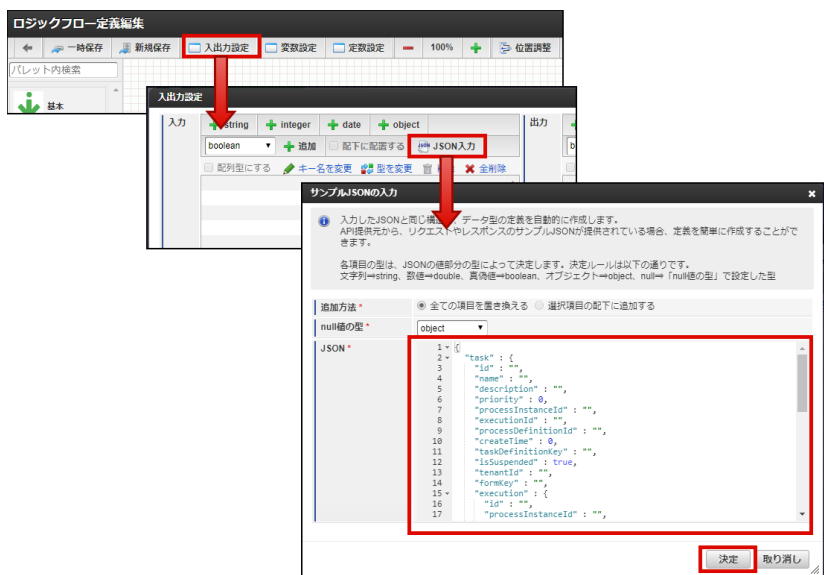 ロジックフロー定義編集
一時保存 新規保存 入出力設定 変数設定 定数設定 100% 位置調整
パレット内検索
基本
入出力設定
入力 string integer date object 出力
boolean 追加 配下に配置する JSON入力
配列型にする キー名を変更 型を変更 全削除
サンプルJSONの入力
入力したJSONと同じ構造の、データ型の定義を自動的に作成します。
API提供元から、リクエストやレスポンスのサンプルJSONが提供されている場合、定義を簡単に作成することがで
きます。
各項目の型は、JSONの値部分の型によって決定します。決定ルールは以下の通りです。
文字列⇒string、数値⇒double、真偽値⇒boolean、オブジェクト⇒object、null⇒「null値の型」で設定した型
追加方法 * 全ての項目を置き換える 選択項目の配下に追加する
null値の型 * object
JSON *
1 {
2 "task" : {
3 "id" : "",
4 "name" : "",
5 "description" : "",
6 "priority" : 0,
7 "processInstanceId" : "",
8 "executionId" : "",
9 "processDefinitionId" : "",
10 "createTime" : 0,
11 "taskDefinitionKey" : "",
12 "isSuspended" : true,
13 "tenantId" : "",
14 "formKey" : "",
15 "execution" : {
16 "id" : "",
17 "processInstanceId" : "",
決定 取り消し